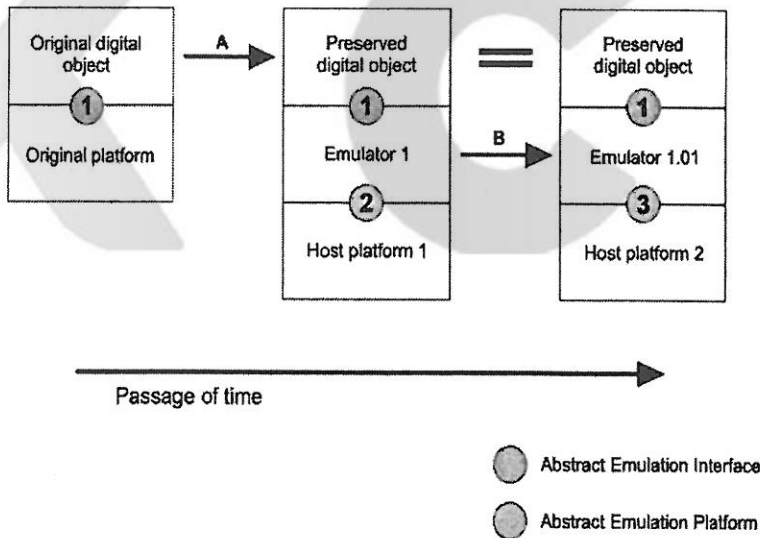 Original digital
object
1
Original platform
A
Preserved
digital object
1
Emulator 1
2
Host platform 1
=
B
Preserved
digital object
1
Emulator 1.01
3
Host platform 2
Passage of time
Abstract Emulation Interface
Abstract Emulation Platform